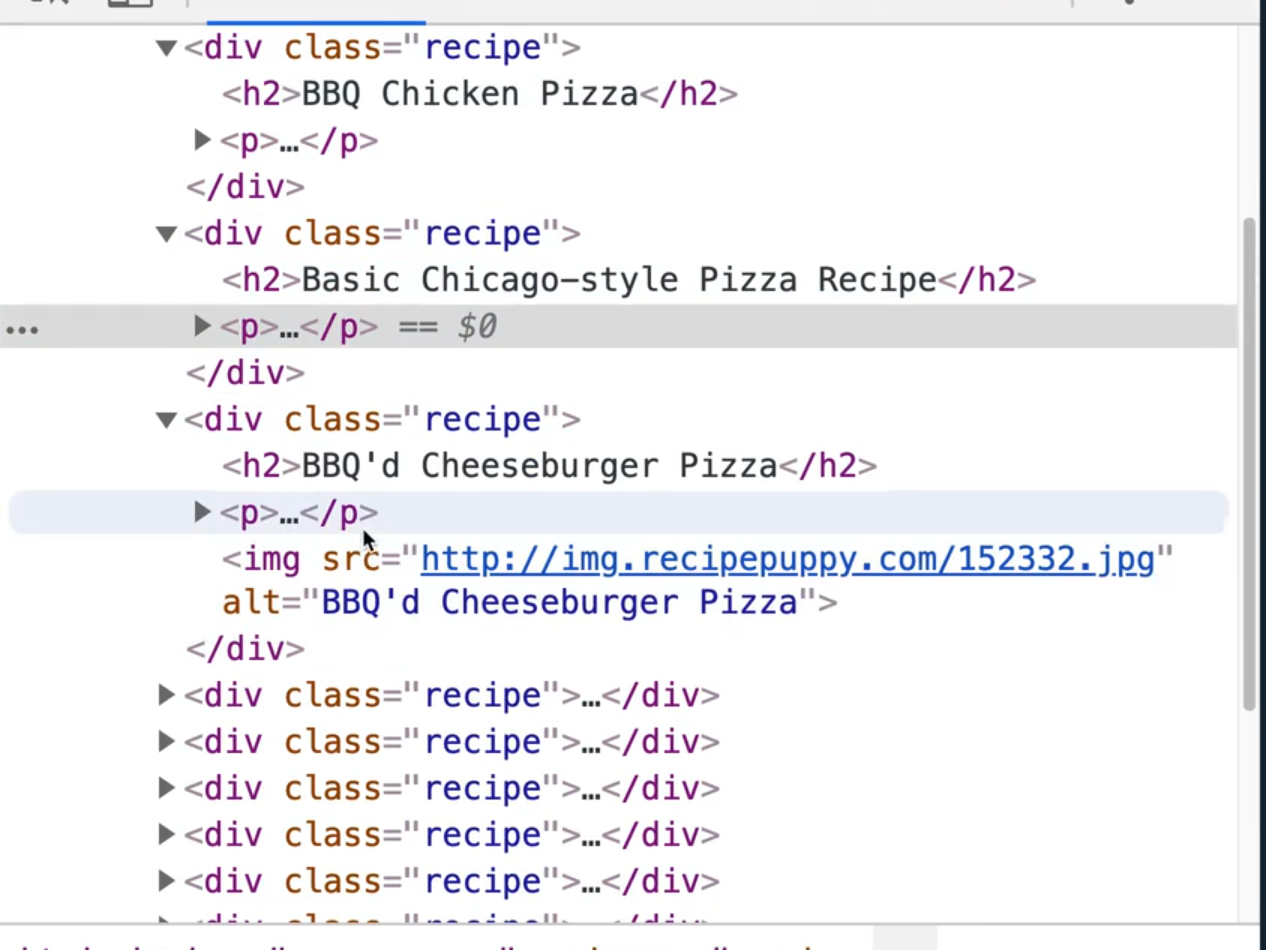 <div class="recipe">
<h2>BBQ Chicken Pizza</h2>
<p>…</p>
</div>
<div class="recipe">
<h2>Basic Chicago-style Pizza Recipe</h2>
<p>…</p> == $0
</div>
<div class="recipe">
<h2>BBQ'd Cheeseburger Pizza</h2>
<p>…</p>
<img src="http://img.recipepuppy.com/152332.jpg"
alt="BBQ'd Cheeseburger Pizza">
</div>
<div class="recipe">…</div>
<div class="recipe">…</div>
<div class="recipe">…</div>
<div class="recipe">…</div>
<div class="recipe">…</div>